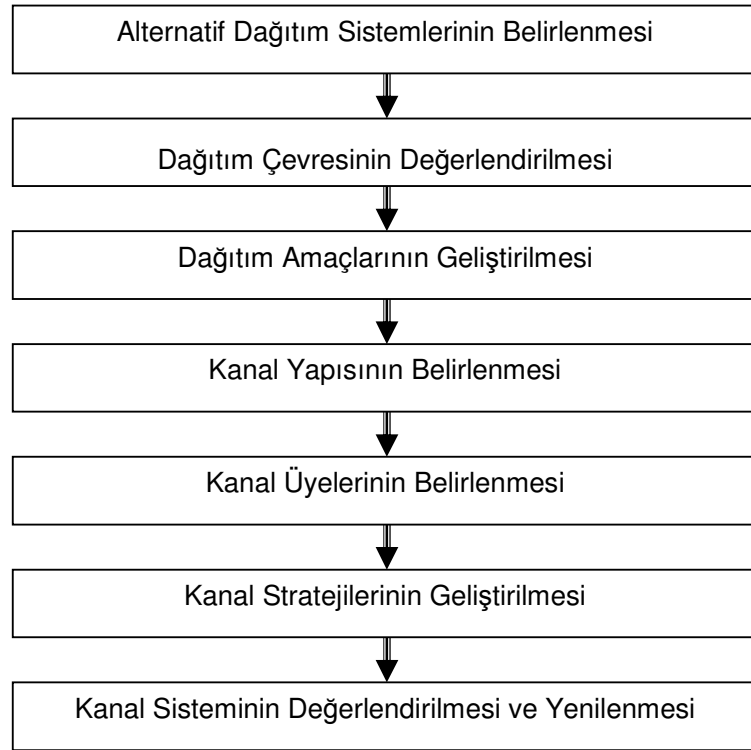 Alternatif Dağıtım Sistemlerinin Belirlenmesi
Dağıtım Çevresinin Değerlendirilmesi
Dağıtım Amaçlarının Geliştirilmesi
Kanal Yapısının Belirlenmesi
Kanal Üyelerinin Belirlenmesi
Kanal Stratejilerinin Geliştirilmesi
Kanal Sisteminin Değerlendirilmesi ve Yenilenmesi